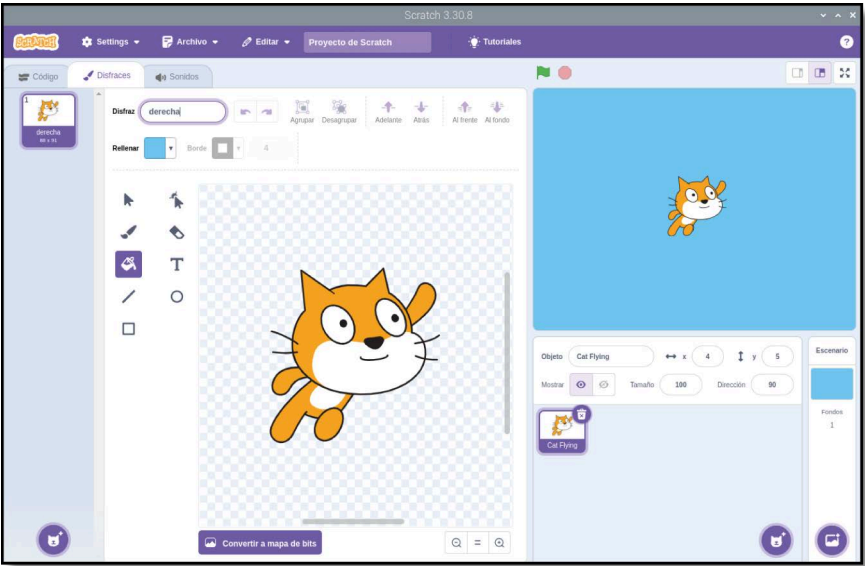 Scratch 3.30.8
SCRATCH Settings Archivo Editar Proyecto de Scratch Tutoriales ?
Código Disfraces Sonidos
1
derecha
Disfraz derecha
Agrupar Desagrupar Adelante Atrás Al frente Al fondo
Rellenar Borde 4
T
Convertir a mapa de bits
Objeto Cat Flying x 4 y 5
Mostrar Tamaño 100 Dirección 90
Cat Flying
Escenario
Fondos
1